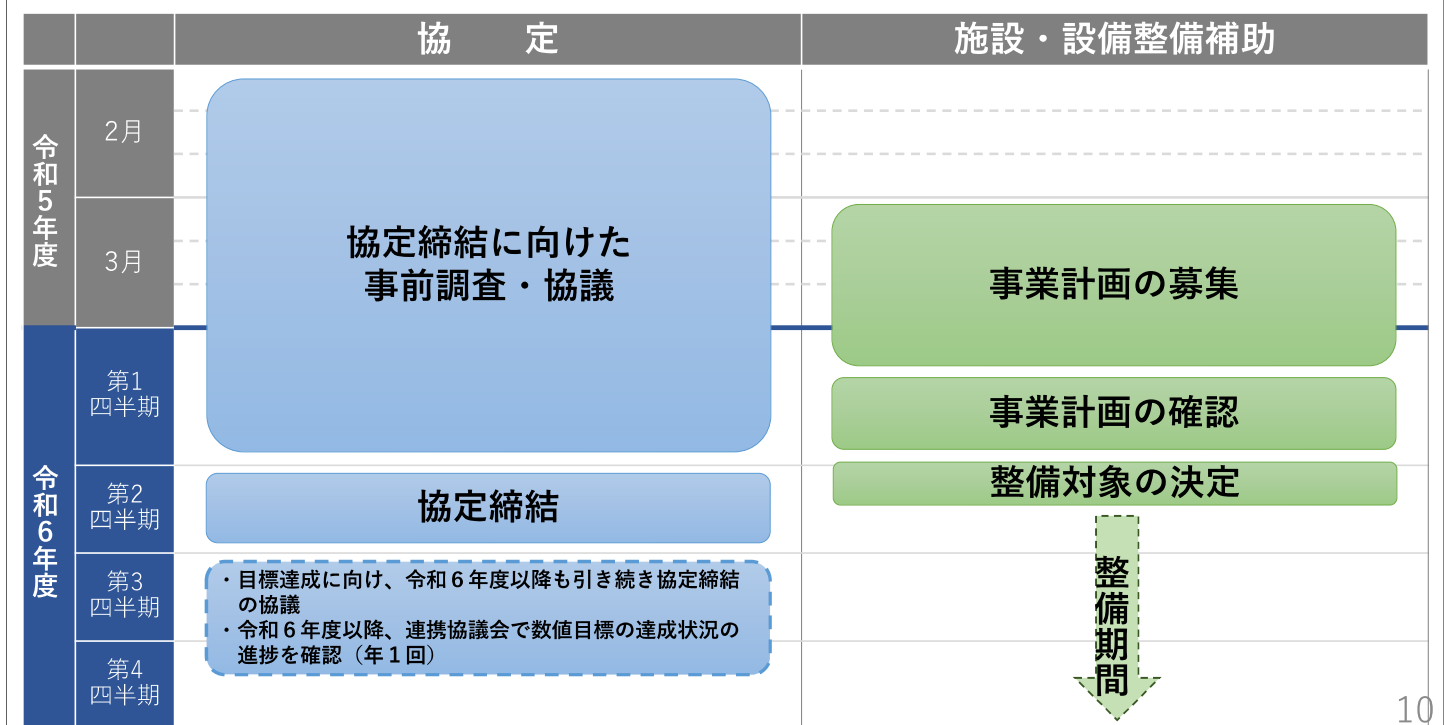 協　　定
施設・設備整備補助
令和5年度
2月
3月
協定締結に向けた
事前調査・協議
事業計画の募集
令和6年度
第1
四半期
事業計画の確認
第2
四半期
協定締結
整備対象の決定
第3
四半期
・目標達成に向け、令和６年度以降も引き続き協定締結
の協議
・令和６年度以降、連携協議会で数値目標の達成状況の
進捗を確認（年１回）
整備期間
第4
四半期
10